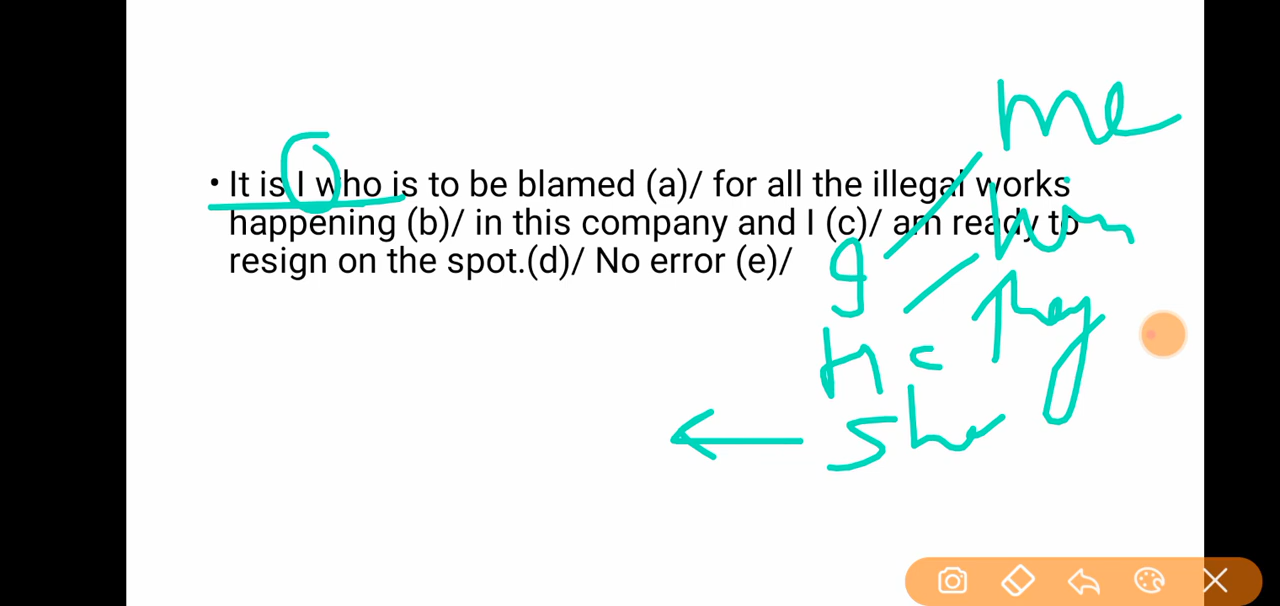 • It is I who is to be blamed (a)/ for all the illegal works
happening (b)/ in this company and I (c)/ am ready to
resign on the spot.(d)/ No error (e)/
me
I
He
They
She